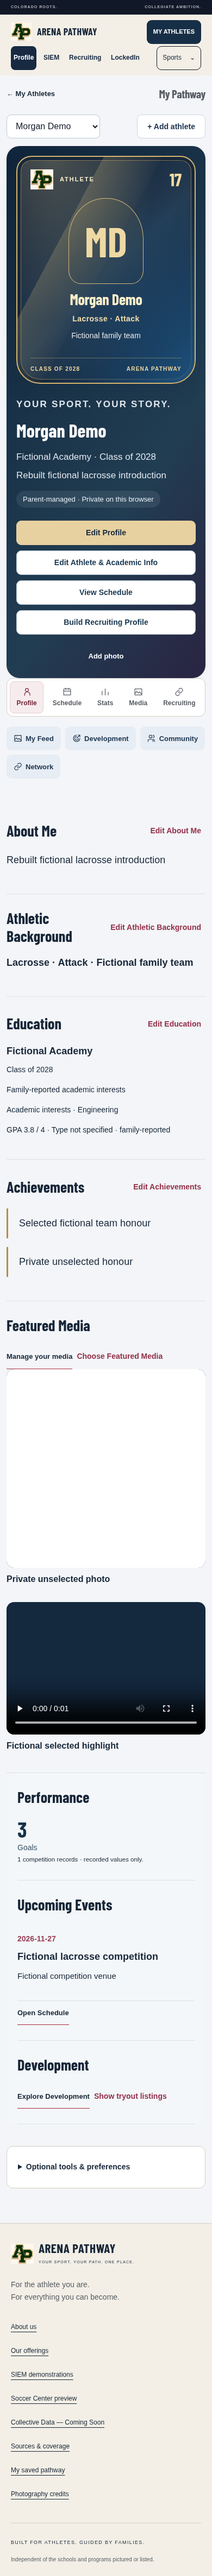 COLORADO ROOTS.
COLLEGIATE AMBITION.
AP ARENA PATHWAY
MY ATHLETES
Profile
SIEM
Recruiting
LockedIn
Sports
← My Athletes
My Pathway
Morgan Demo
+ Add athlete
AP ATHLETE
17
MD
Morgan Demo
Lacrosse · Attack
Fictional family team
CLASS OF 2028
ARENA PATHWAY
YOUR SPORT. YOUR STORY.
Morgan Demo
Fictional Academy · Class of 2028
Rebuilt fictional lacrosse introduction
Parent-managed · Private on this browser
Edit Profile
Edit Athlete & Academic Info
View Schedule
Build Recruiting Profile
Add photo
Profile
Schedule
Stats
Media
Recruiting
My Feed
Development
Community
Network
About Me
Edit About Me
Rebuilt fictional lacrosse introduction
Athletic
Background
Edit Athletic Background
Lacrosse · Attack · Fictional family team
Education
Edit Education
Fictional Academy
Class of 2028
Family-reported academic interests
Academic interests · Engineering
GPA 3.8 / 4 · Type not specified · family-reported
Achievements
Edit Achievements
Selected fictional team honour
Private unselected honour
Featured Media
Manage your media
Choose Featured Media
Private unselected photo
0:00 / 0:01
Fictional selected highlight
Performance
3
Goals
1 competition records · recorded values only.
Upcoming Events
2026-11-27
Fictional lacrosse competition
Fictional competition venue
Open Schedule
Development
Explore Development
Show tryout listings
▶ Optional tools & preferences
AP ARENA PATHWAY
YOUR SPORT. YOUR PATH. ONE PLACE.
For the athlete you are.
For everything you can become.
About us
Our offerings
SIEM demonstrations
Soccer Center preview
Collective Data — Coming Soon
Sources & coverage
My saved pathway
Photography credits
BUILT FOR ATHLETES. GUIDED BY FAMILIES.
Independent of the schools and programs pictured or listed.